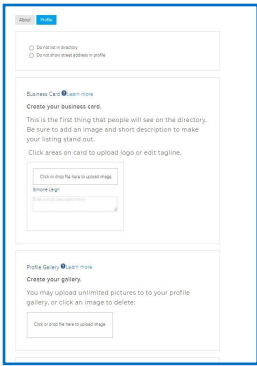 About Profile
Do not list in directory
Do not show street address in profile
Business Card Learn more
Create your business card.
This is the first thing that people will see on the directory.
Be sure to add an image and short description to make
your listing stand out.
Click areas on card to upload logo or edit tagline.
Click or drop file here to upload image
Simone Leigh
Profile Gallery Learn more
Create your gallery.
You may upload unlimited pictures to to your profile
gallery, or click an image to delete:
Click or drop file here to upload image